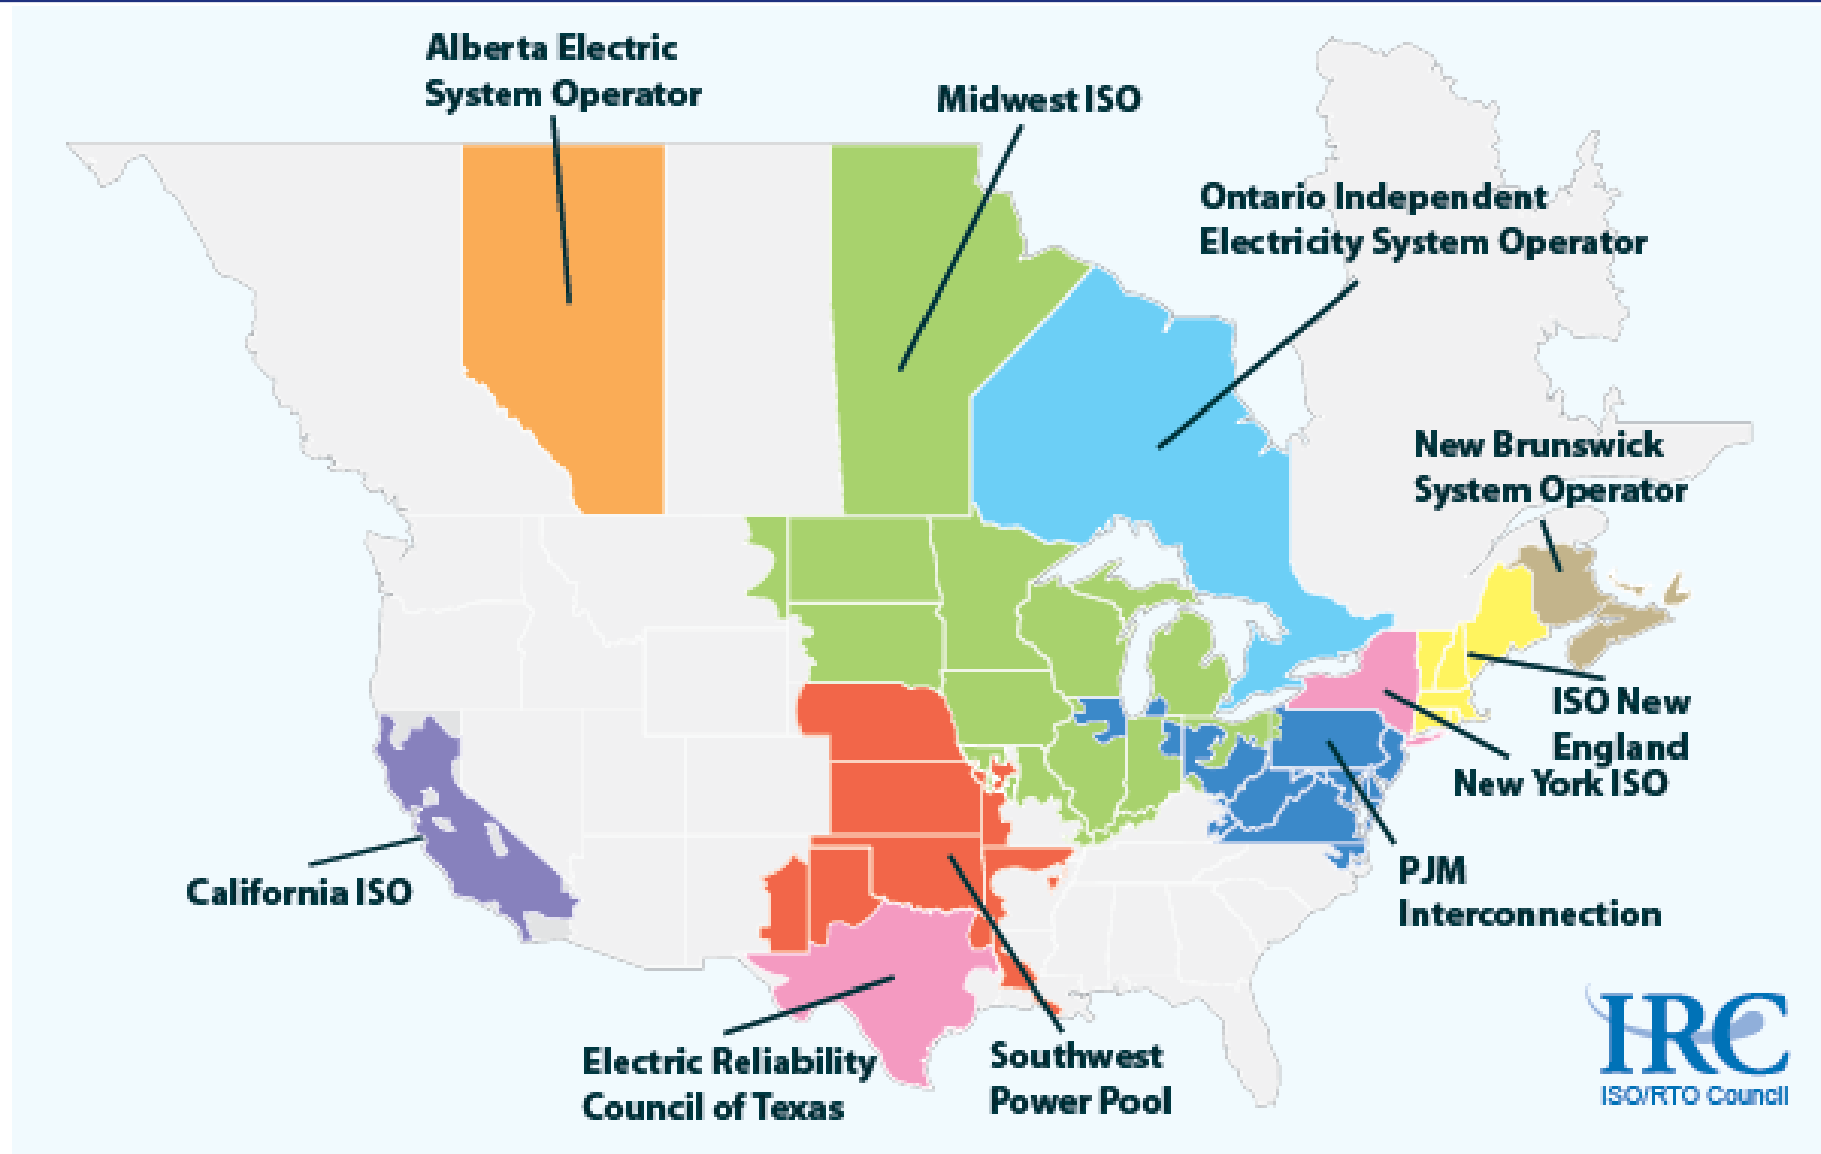 Alberta Electric
System Operator
Midwest ISO
Ontario Independent
Electricity System Operator
New Brunswick
System Operator
ISO New
England
New York ISO
PJM
Interconnection
California ISO
Electric Reliability
Council of Texas
Southwest
Power Pool
IRC
ISO/RTO Council